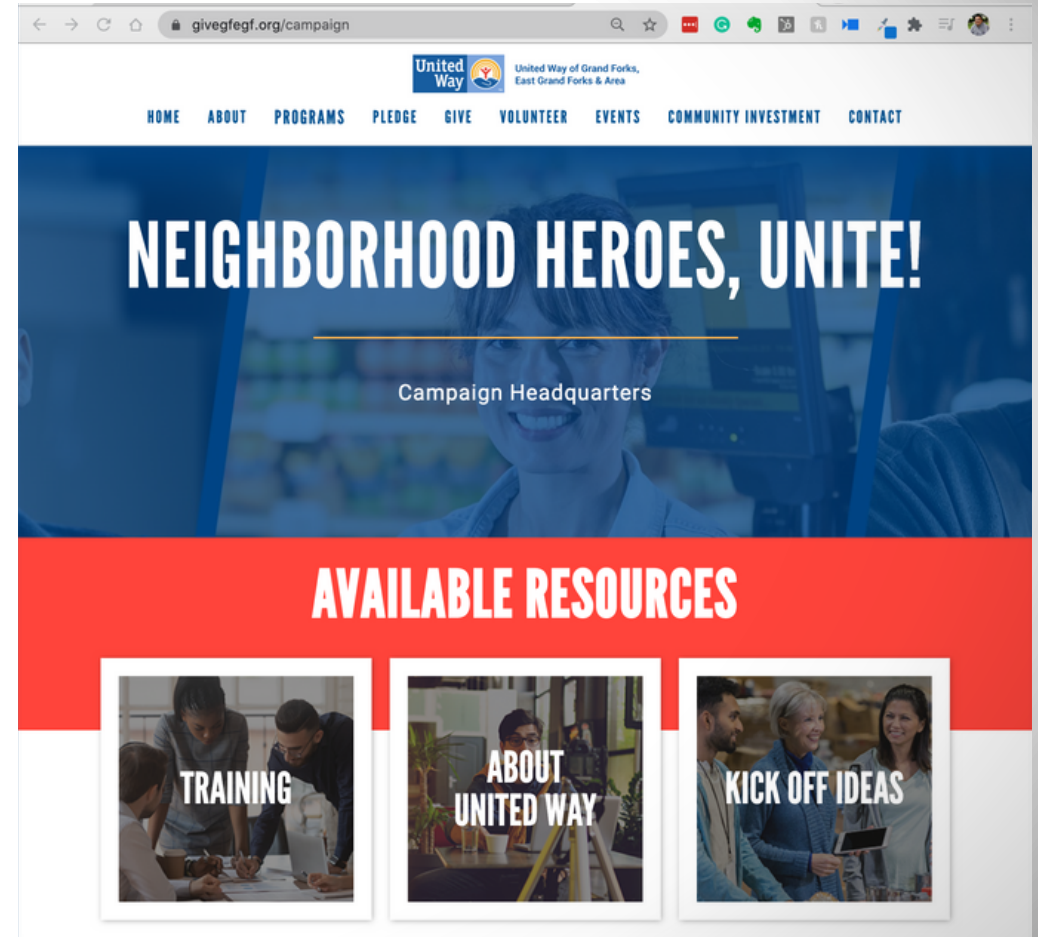 givegfegf.org/campaign
United
Way
United Way of Grand Forks,
East Grand Forks & Area
HOME ABOUT PROGRAMS PLEDGE GIVE VOLUNTEER EVENTS COMMUNITY INVESTMENT CONTACT
NEIGHBORHOOD HEROES, UNITE!
Campaign Headquarters
AVAILABLE RESOURCES
TRAINING
ABOUT
UNITED WAY
KICK OFF IDEAS